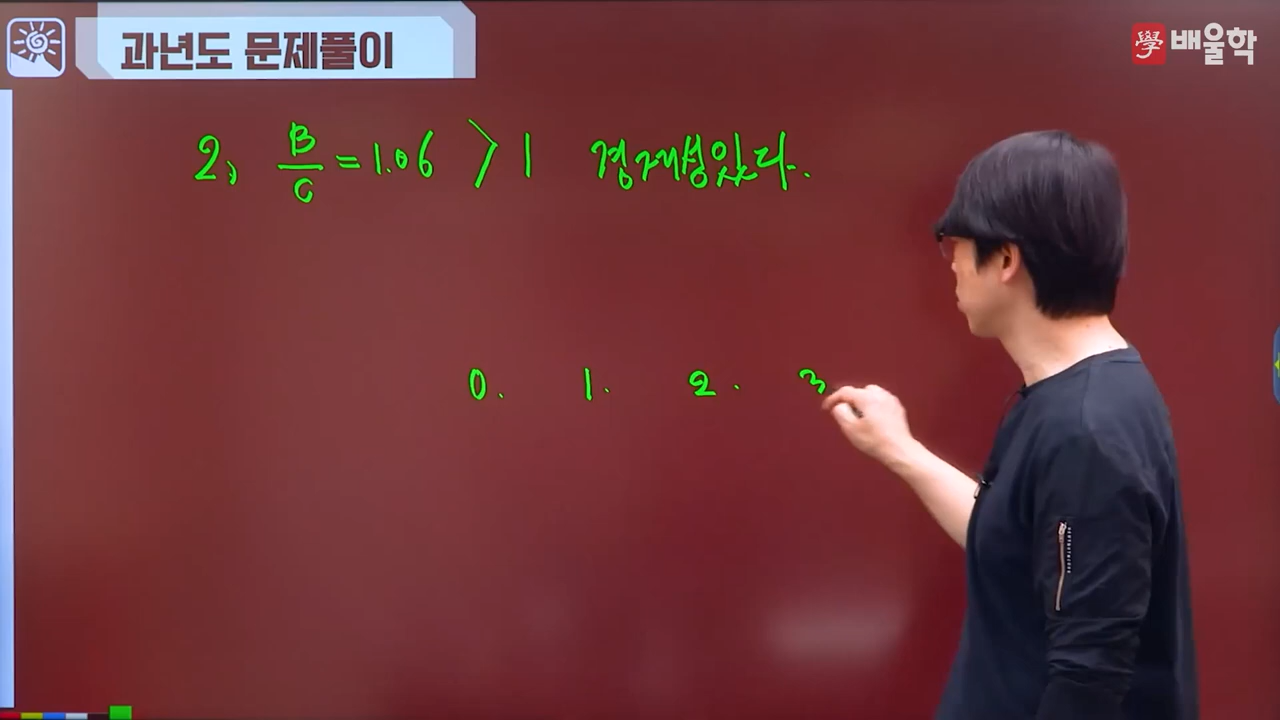 과년도 문제풀이
學 배울학
2, B/C = 1.06 > 1 경제성있다.
0. 1. 2. 3